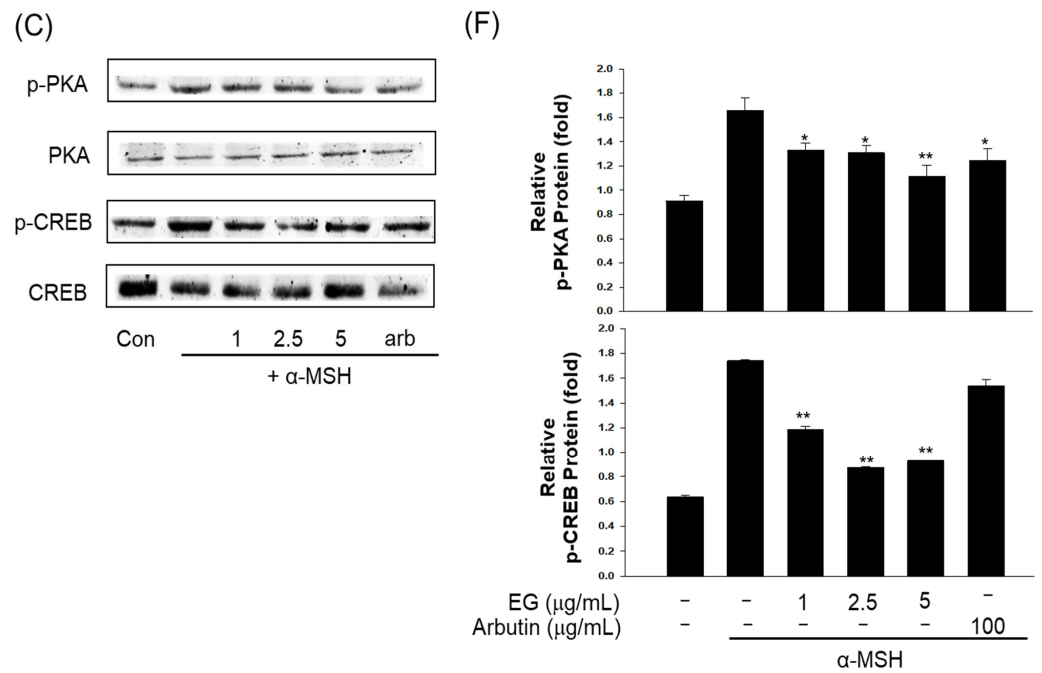 (C)
p-PKA
PKA
p-CREB
CREB
Con 1 2.5 5 arb
+ α-MSH
(F)
Relative
p-PKA Protein (fold)
2.0
1.8
1.6
1.4
1.2
1.0
0.8
0.6
0.4
0.2
0.0
* * ** *
Relative
p-CREB Protein (fold)
2.0
1.8
1.6
1.4
1.2
1.0
0.8
0.6
0.4
0.2
0.0
** ** **
EG (μg/mL) – – 1 2.5 5 –
Arbutin (μg/mL) – – – – – 100
α-MSH